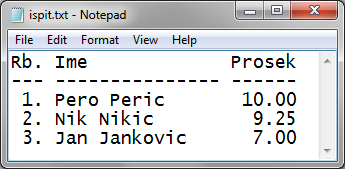 ispit.txt - Notepad
File Edit Format View Help
Rb. Ime Prosek
--- --------------- ------
1. Pero Peric 10.00
2. Nik Nikic 9.25
3. Jan Jankovic 7.00